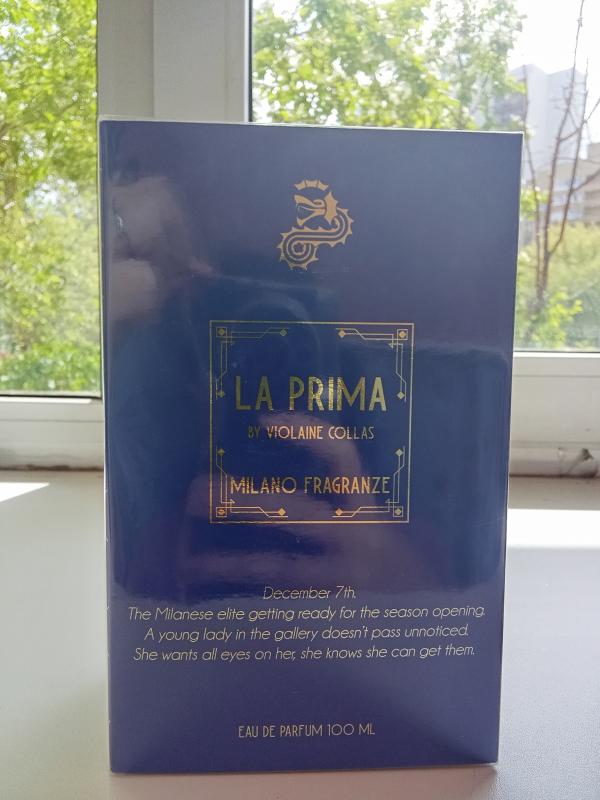 LA PRIMA
BY VIOLAINE COLLAS
MILANO FRAGRANZE
December 7th.
The Milanese elite getting ready for the season opening.
A young lady in the gallery doesn't pass unnoticed.
She wants all eyes on her, she knows she can get them.
EAU DE PARFUM 100 ML